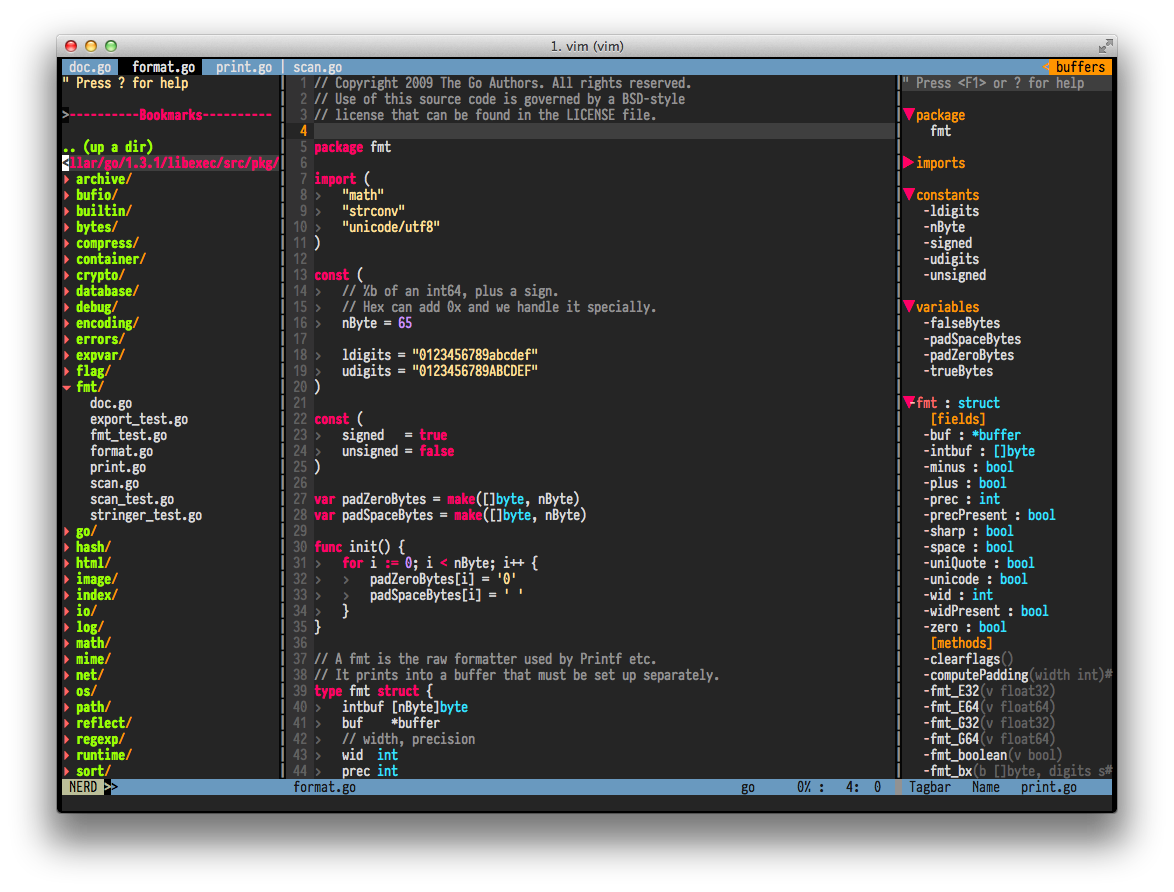 1. vim (vim)
doc.go format.go print.go | scan.go < buffers
" Press ? for help
>----------Bookmarks----------
.. (up a dir)
<llar/go/1.3.1/libexec/src/pkg/
▸ archive/
▸ bufio/
▸ builtin/
▸ bytes/
▸ compress/
▸ container/
▸ crypto/
▸ database/
▸ debug/
▸ encoding/
▸ errors/
▸ expvar/
▸ flag/
▾ fmt/
doc.go
export_test.go
fmt_test.go
format.go
print.go
scan.go
scan_test.go
stringer_test.go
▸ go/
▸ hash/
▸ html/
▸ image/
▸ index/
▸ io/
▸ log/
▸ math/
▸ mime/
▸ net/
▸ os/
▸ path/
▸ reflect/
▸ regexp/
▸ runtime/
▸ sort/
1 // Copyright 2009 The Go Authors. All rights reserved.
2 // Use of this source code is governed by a BSD-style
3 // license that can be found in the LICENSE file.
4
5 package fmt
6
7 import (
8 › "math"
9 › "strconv"
10 › "unicode/utf8"
11 )
12
13 const (
14 › // %b of an int64, plus a sign.
15 › // Hex can add 0x and we handle it specially.
16 › nByte = 65
17
18 › ldigits = "0123456789abcdef"
19 › udigits = "0123456789ABCDEF"
20 )
21
22 const (
23 › signed   = true
24 › unsigned = false
25 )
26
27 var padZeroBytes = make([]byte, nByte)
28 var padSpaceBytes = make([]byte, nByte)
29
30 func init() {
31 › for i := 0; i < nByte; i++ {
32 › › padZeroBytes[i] = '0'
33 › › padSpaceBytes[i] = ' '
34 › }
35 }
36
37 // A fmt is the raw formatter used by Printf etc.
38 // It prints into a buffer that must be set up separately.
39 type fmt struct {
40 › intbuf [nByte]byte
41 › buf    *buffer
42 › // width, precision
43 › wid  int
44 › prec int
" Press <F1> or ? for help
▼package
fmt
▶imports
▼constants
-ldigits
-nByte
-signed
-udigits
-unsigned
▼variables
-falseBytes
-padSpaceBytes
-padZeroBytes
-trueBytes
▼-fmt : struct
[fields]
-buf : *buffer
-intbuf : []byte
-minus : bool
-plus : bool
-prec : int
-precPresent : bool
-sharp : bool
-space : bool
-uniQuote : bool
-unicode : bool
-wid : int
-widPresent : bool
-zero : bool
[methods]
-clearflags()
-computePadding(width int)#
-fmt_E32(v float32)
-fmt_E64(v float64)
-fmt_G32(v float32)
-fmt_G64(v float64)
-fmt_boolean(v bool)
-fmt_bx(b []byte, digits s#
NERD >> format.go go 0% : 4: 0 Tagbar Name print.go